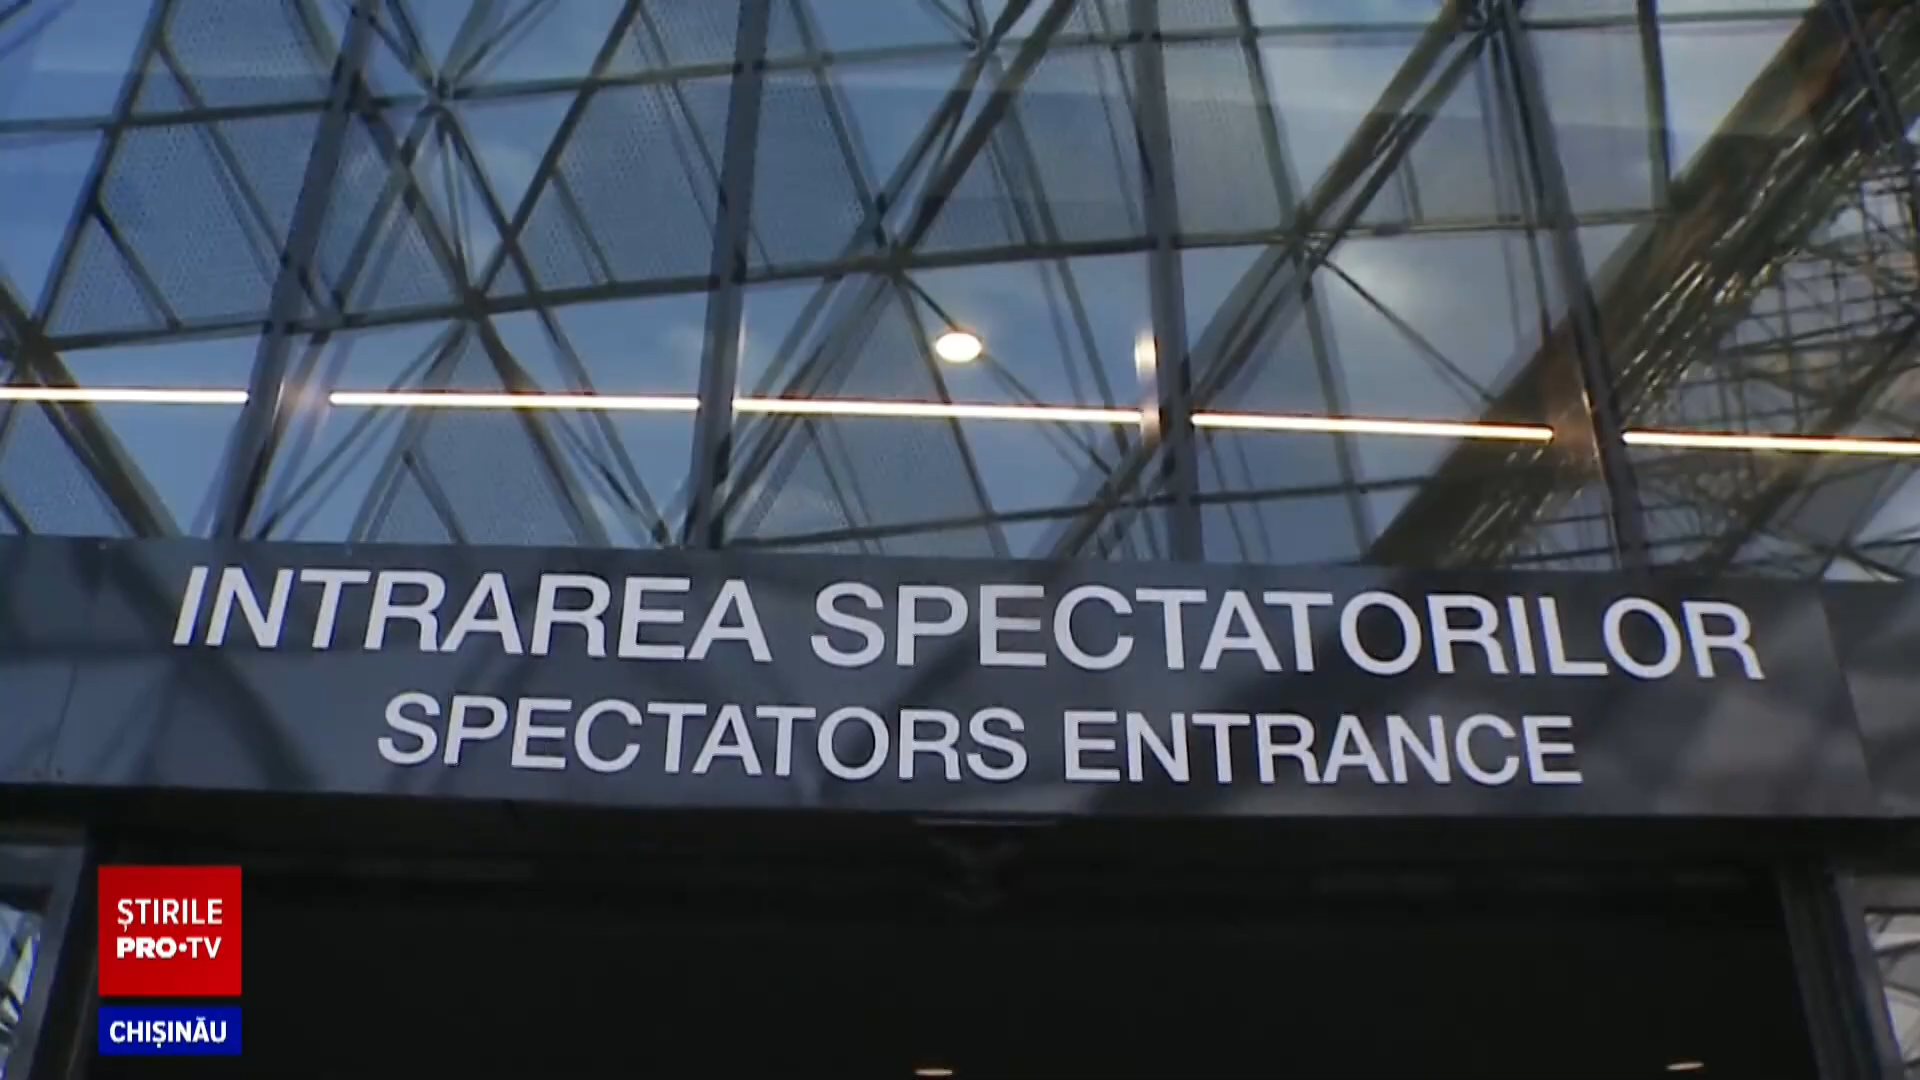 INTRAREA SPECTATORILOR
SPECTATORS ENTRANCE
ȘTIRILE
PRO•TV
CHIȘINĂU